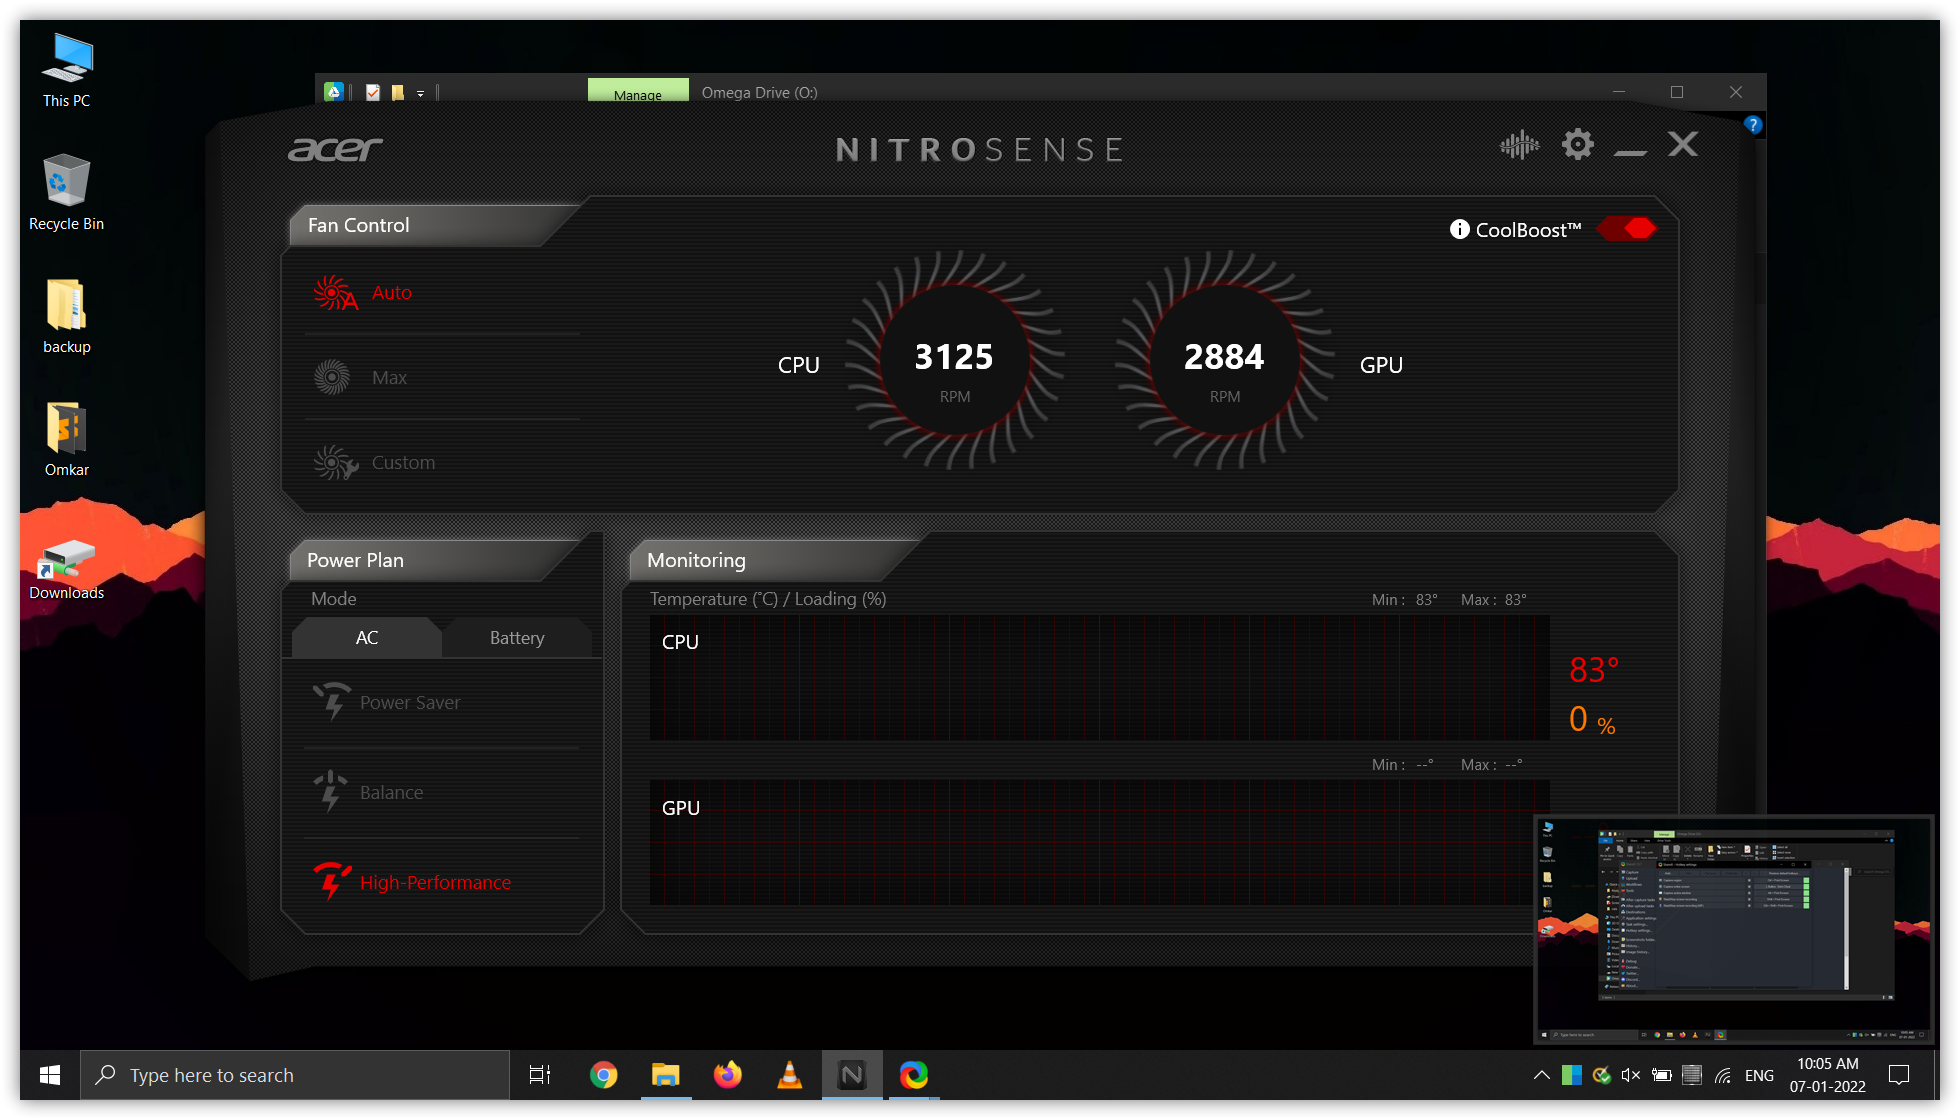 This PC
Recycle Bin
backup
Omkar
Downloads
Manage
Omega Drive (O:)
acer
NITROSENSE
Fan Control
CoolBoost™
Auto
Max
Custom
CPU
3125
RPM
2884
RPM
GPU
Power Plan
Mode
AC
Battery
Power Saver
Balance
High-Performance
Monitoring
Temperature (°C) / Loading (%)
Min : 83° Max : 83°
CPU
83°
0 %
Min : --° Max : --°
GPU
Type here to search
ENG
10:05 AM
07-01-2022